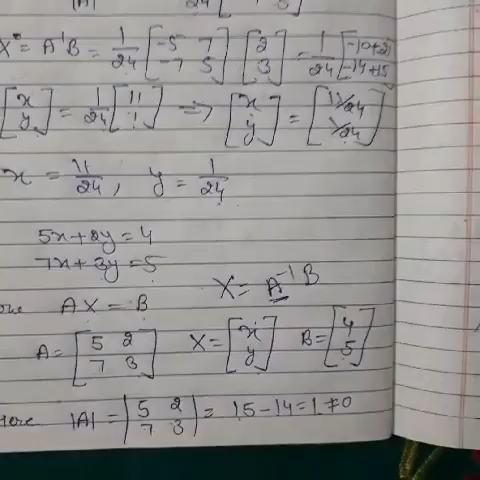 |A| 24
X = A⁻¹B = 1/24 [-5 7; -7 5] [2; 3] = 1/24 [-10+21; -14+15]
[x; y] = 1/24 [11; 1] ⇒ [x; y] = [11/24; 1/24]
x = 11/24, y = 1/24
5x+2y=4
7x+3y=5
AX = B X = A⁻¹B
A = [5 2; 7 3] X = [x; y] B = [4; 5]
Here |A| = |5 2; 7 3| = 15-14=1≠0